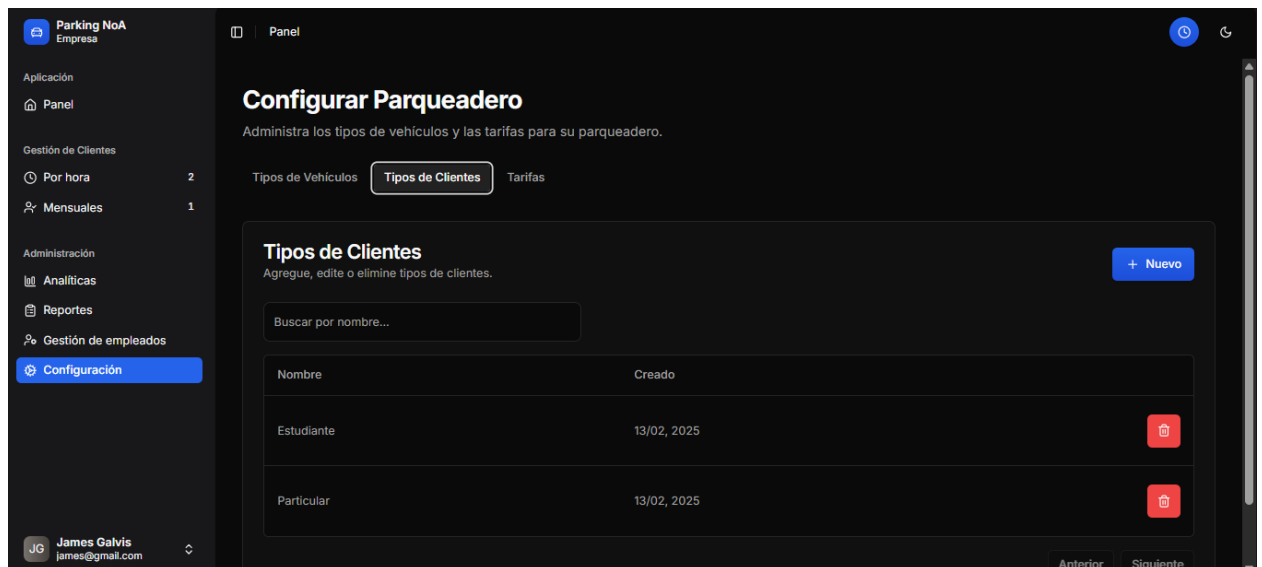 Parking NoA
Empresa
Aplicación
Panel
Gestión de Clientes
Por hora 2
Mensuales 1
Administración
Analíticas
Reportes
Gestión de empleados
Configuración
JG
James Galvis
james@gmail.com
Panel
Configurar Parqueadero
Administra los tipos de vehículos y las tarifas para su parqueadero.
Tipos de Vehículos Tipos de Clientes Tarifas
Tipos de Clientes
Agregue, edite o elimine tipos de clientes.
+ Nuevo
Buscar por nombre...
Nombre Creado
Estudiante 13/02, 2025
Particular 13/02, 2025
Anterior Siguiente